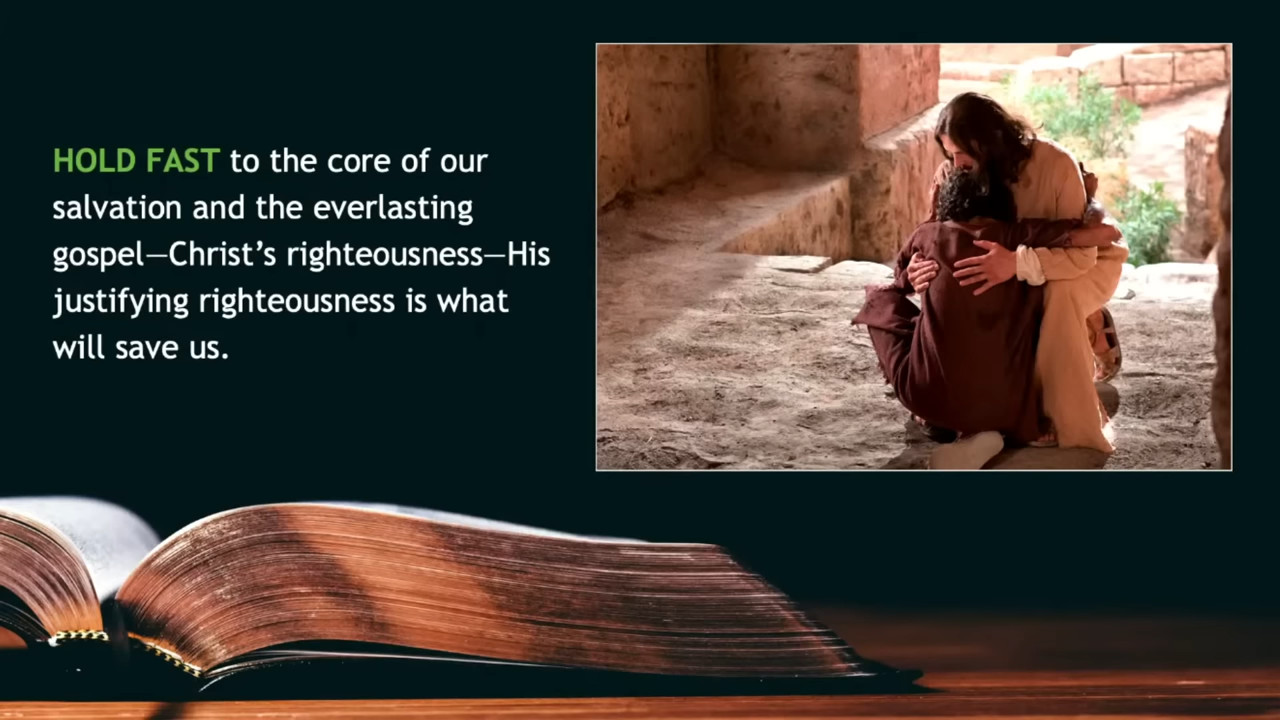 HOLD FAST to the core of our
salvation and the everlasting
gospel—Christ’s righteousness—His
justifying righteousness is what
will save us.